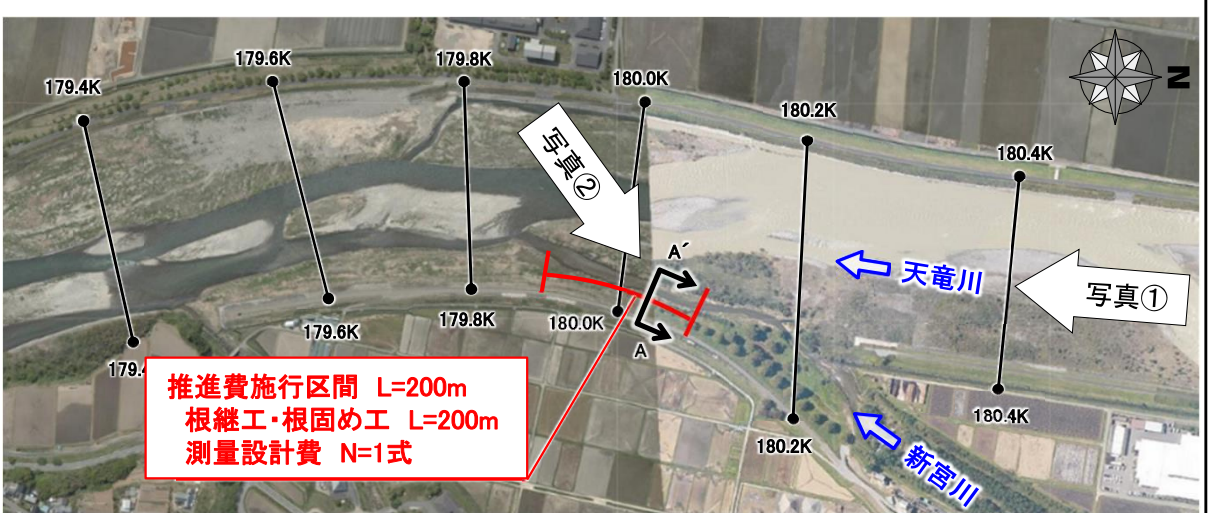 179.4K
179.6K
179.8K
180.0K
180.2K
180.4K
N
写真②
写真①
A´
A
天竜川
新宮川
179.4
179.6K
179.8K
180.0K
180.2K
180.4K
推進費施行区間 L=200m
根継工・根固め工 L=200m
測量設計費 N=1式